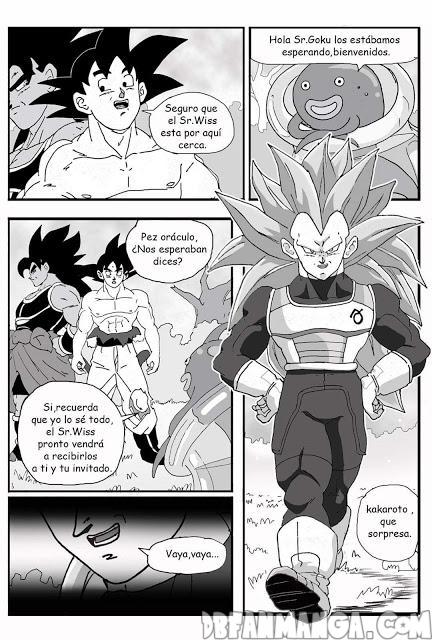 Seguro que
el Sr.Wiss
esta por aquí
cerca.
Hola Sr.Goku los estábamos
esperando,bienvenidos.
Pez oráculo,
¿Nos esperaban
dices?
Si,recuerda
que yo lo sé todo,
el Sr.Wiss
pronto vendrá
a recibirlos
a ti y tu invitado.
Vaya,vaya...
kakaroto ,
que
sorpresa.
DBFANMANGA.COM